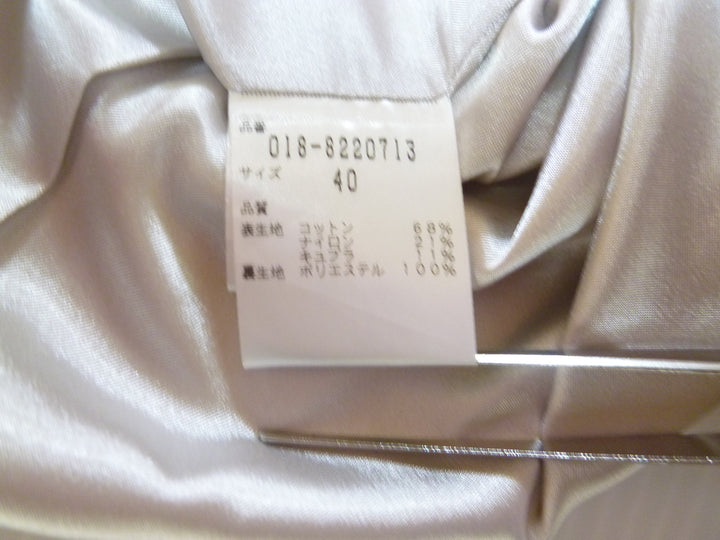 品番
018-8220713
サイズ
40
品質
表生地 コットン 68%
ナイロン 21%
キュプラ 11%
裏生地 ポリエステル 100%